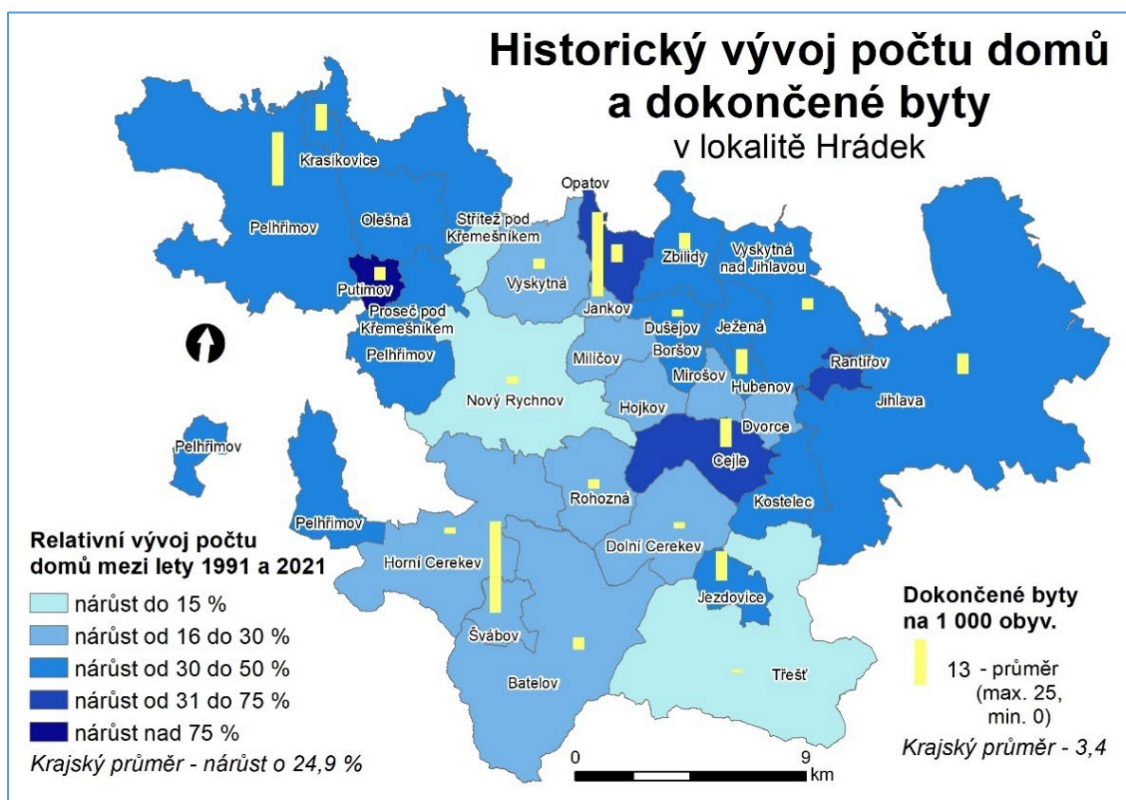 Historický vývoj počtu domů
a dokončené byty
v lokalitě Hrádek
Krasíkovice
Opatov
Pelhřimov
Olešná
Střítež pod
Křemešníkem
Zbilidy
Vyskytná
nad Jihlavou
Vyskytná
Putimov
Jankov
Proseč pod
Křemešníkem
Dušejov
Ježená
Pelhřimov
Milíčov
Boršov
Rantířov
Mirošov
Hubenov
Nový Rychnov
Hojkov
Jihlava
Dvorce
Pelhřimov
Cejle
Rohozná
Kostelec
Pelhřimov
Dolní Cerekev
Horní Cerekev
Jezdovice
Švábov
Třešť
Batelov
Relativní vývoj počtu
domů mezi lety 1991 a 2021
nárůst do 15 %
nárůst od 16 do 30 %
nárůst od 30 do 50 %
nárůst od 31 do 75 %
nárůst nad 75 %
Krajský průměr - nárůst o 24,9 %
Dokončené byty
na 1 000 obyv.
13 - průměr
(max. 25,
min. 0)
Krajský průměr - 3,4
0 9
km